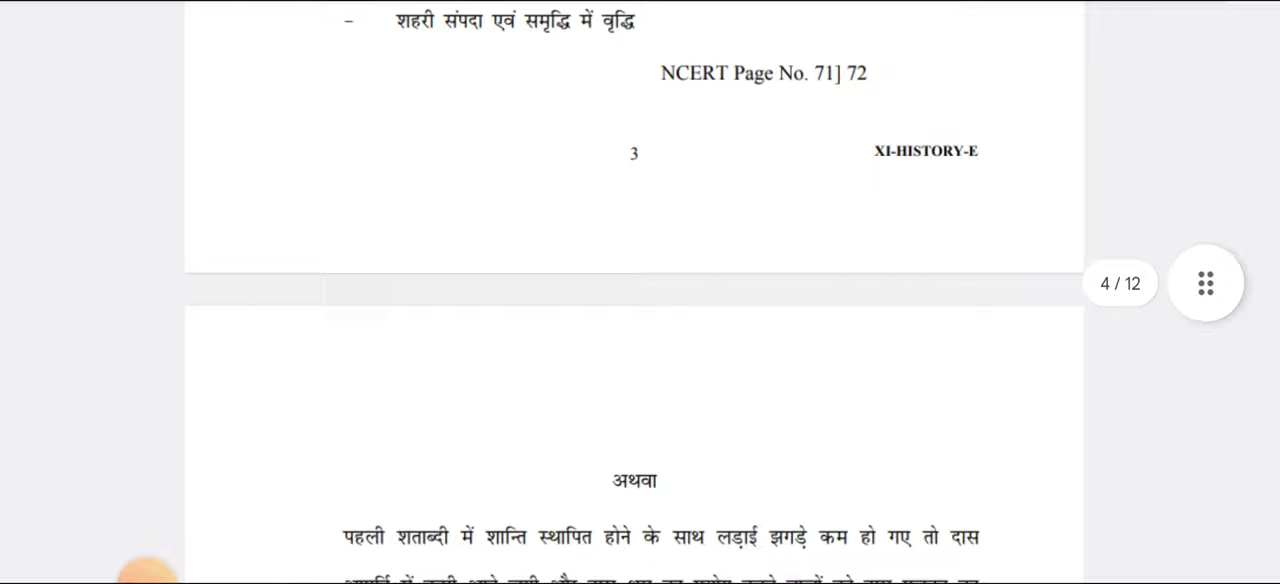 – शहरी संपदा एवं समृद्धि में वृद्धि
NCERT Page No. 71] 72
3 XI-HISTORY-E
4 / 12
अथवा
पहली शताब्दी में शान्ति स्थापित होने के साथ लड़ाई झगड़े कम हो गए तो दास